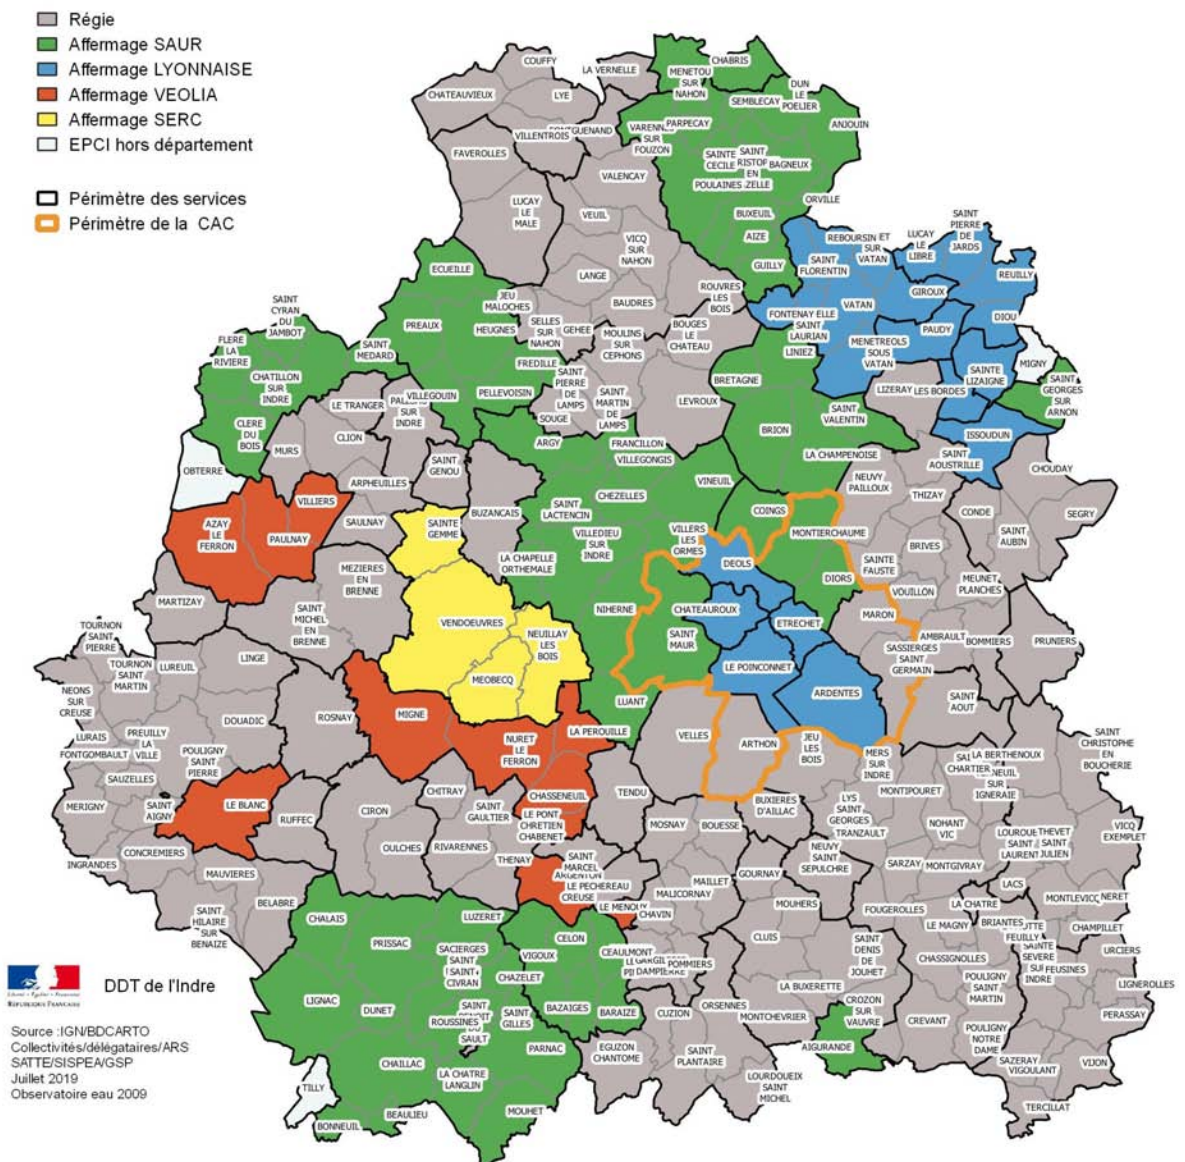 Régie
Affermage SAUR
Affermage LYONNAISE
Affermage VEOLIA
Affermage SERC
EPCI hors département
Périmètre des services
Périmètre de la CAC
COUFFY
LA VERNELLE
CHATEAUVIEUX
LYE
MENETOU
SUR
NAHON
CHABRIS
DUN
LE
POELIER
SEMBLECAY
ANJOUIN
VILLENTROIS
FAVEROLLES
SUR
FOUZON
PARPECAY
VALENCAY
SAINTE
CECILE
SAINT
EN
BAGNEUX
POULAINES
ORVILLE
LUCAY
LE
MALE
VEUIL
BUXEUIL
AIZE
GUILLY
VICQ
SUR
NAHON
LANGE
BAUDRES
ROUVRES
LES
BOIS
ECUEILLE
JEU
MALOCHES
PREAUX
HEUGNES
SELLES
SUR
NAHON
GEHEE
MOULINS
SUR
CEPHONS
BOUGES
LE
CHATEAU
SAINT
FLORENTIN
SUR
VATAN
LUCAY
LE
LIBRE
SAINT
PIERRE
DE
JARDS
REUILLY
GIROUX
VATAN
DIOU
PAUDY
SAINT
LAURIAN
LINIEZ
MENETREOLS
SOUS
VATAN
MIGNY
SAINTE
LIZAIGNE
SAINT
GEORGES
SUR
ARNON
LIZERAY
LES BORDES
ISSOUDUN
SAINT
AOUSTRILLE
SAINT
CYRAN
DU
JAMBOT
FLERE
LA
RIVIERE
SAINT
MEDARD
CHATILLON
SUR
INDRE
CLERE
DU
BOIS
LE TRANGER
VILLEGOUIN
SUR
INDRE
PELLEVOISIN
FREDILLE
SAINT
PIERRE
DE
LAMPS
SOUGE
SAINT
MARTIN
DE
LAMPS
LEVROUX
BRETAGNE
BRION
SAINT
VALENTIN
LA CHAMPENOISE
ARGY
FRANCILLON
VILLEGONGIS
CLION
MURS
OBTERRE
ARPHEUILLES
SAINT
GENOU
VILLIERS
AZAY
LE
FERRON
PAULNAY
SAULNAY
SAINTE
GEMME
BUZANCAIS
CHEZELLES
VINEUIL
SAINT
LACTENCIN
VILLEDIEU
SUR
INDRE
VILLERS
LES
ORMES
COINGS
MONTIERCHAUME
NEUVY
PAILLOUX
THIZAY
CHOUDAY
CONDE
SEGRY
SAINT
AUBIN
BRIVES
SAINTE
FAUSTE
MEUNET
PLANCHES
LA CHAPELLE
ORTHEMALE
DEOLS
DIORS
MEZIERES
EN
BRENNE
MARTIZAY
SAINT
MICHEL
EN
BRENNE
VENDOEUVRES
NEUILLAY
LES
BOIS
MEOBECQ
NIHERNE
CHATEAUROUX
ETRECHET
VOUILLON
MARON
AMBRAULT
BOMMIERS
PRUNIERS
SASSIERGES
SAINT
GERMAIN
SAINT
MAUR
LE POINCONNET
ARDENTES
LUANT
SAINT
AOUT
TOURNON
SAINT
PIERRE
TOURNON
SAINT
MARTIN
LUREUIL
LINGE
NEONS
SUR
CREUSE
LURAIS
FONTGOMBAULT
PREUILLY
LA
VILLE
DOUADIC
ROSNAY
MIGNE
POULIGNY
SAINT
PIERRE
SAUZELLES
MERIGNY
SAINT
AIGNY
LE BLANC
RUFFEC
CIRON
CHITRAY
SAINT
GAULTIER
NURET
LE
FERRON
LA PEROUILLE
CHASSENEUIL
LE PONT
CHRETIEN
CHABENET
TENDU
VELLES
ARTHON
JEU
LES
BOIS
MERS
SUR
INDRE
BUXIERES
D'AILLAC
MONTIPOURET
LA BERTHENOUX
SUR
IGNERAIE
SAINT
CHRISTOPHE
EN
BOUCHERIE
MOSNAY
BOUESSE
LYS
SAINT
GEORGES
TRANZAULT
NOHANT
VIC
VICQ
EXEMPLET
INGRANDES
CONCREMIERS
MAUVIERES
OULCHES
RIVARENNES
THENAY
SAINT
MARCEL
LE PECHEREAU
CREUSE
LE MENOUX
CHAVIN
MALICORNAY
MAILLET
GOURNAY
NEUVY
SAINT
SEPULCHRE
SARZAY
MONTGIVRAY
SAINT
LAURENT
THEVET
SAINT
JULIEN
LACS
MOUHERS
FOUGEROLLES
LA CHATRE
LE MAGNY
BRIANTES
NERET
CHAMPILLET
SAINT
HILAIRE
SUR
BENAIZE
BELABRE
CHALAIS
LUZERET
PRISSAC
SACIERGES
SAINT
CIVRAN
CHAZELET
VIGOUX
CELON
CEAULMONT
DAMPIERRE
POMMIERS
CLUIS
SAINT
DENIS
DE
JOUHET
CHASSIGNOLLES
FEUILLY
SAINTE
SEVERE
SUR
INDRE
FEUSINES
URCIERS
LIGNEROLLES
PERASSAY
LIGNAC
DUNET
ROUSSINES
DU
SAULT
SAINT
GILLES
BAZAIGES
BARAIZE
CUZION
ORSENNES
LA BUXERETTE
MONTCHEVRIER
CROZON
SUR
VAUVRE
AIGURANDE
CREVANT
POULIGNY
SAINT
MARTIN
POULIGNY
NOTRE
DAME
SAZERAY
VIGOULANT
VIJON
TERCILLAT
CHAILLAC
LA CHATRE
LANGLIN
PARNAC
EGUZON
CHANTOME
SAINT
PLANTAIRE
LOURDOUEIX
SAINT
MICHEL
TILLY
BONNEUIL
BEAULIEU
MOUHET
DDT de l'Indre
RÉPUBLIQUE FRANÇAISE
Source :IGN/BDCARTO
Collectivités/délégataires/ARS
SATTE/SISPEA/GSP
Juillet 2019
Observatoire eau 2009